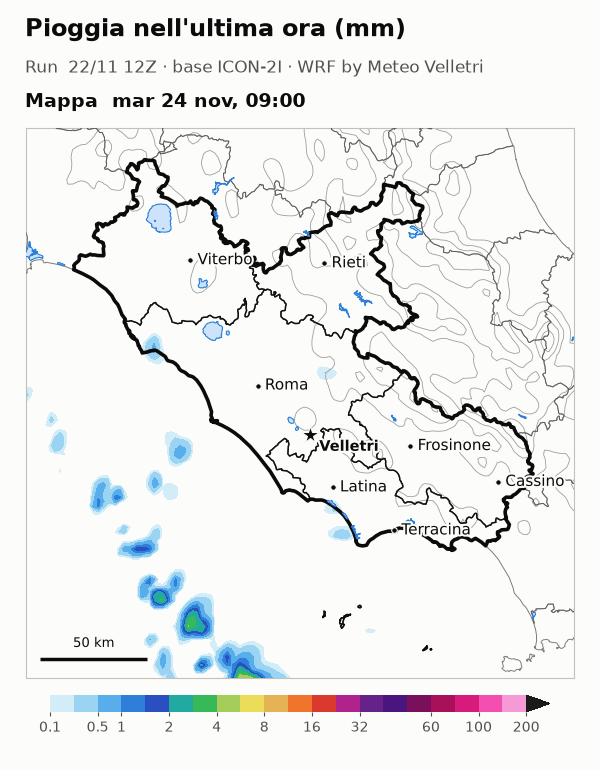 Pioggia nell'ultima ora (mm)
Run  22/11 12Z · base ICON-2I · WRF by Meteo Velletri
Mappa  mar 24 nov, 09:00
Viterbo
Rieti
Roma
Velletri
Frosinone
Latina
Cassino
Terracina
50 km
0.1 0.5 1 2 4 8 16 32 60 100 200